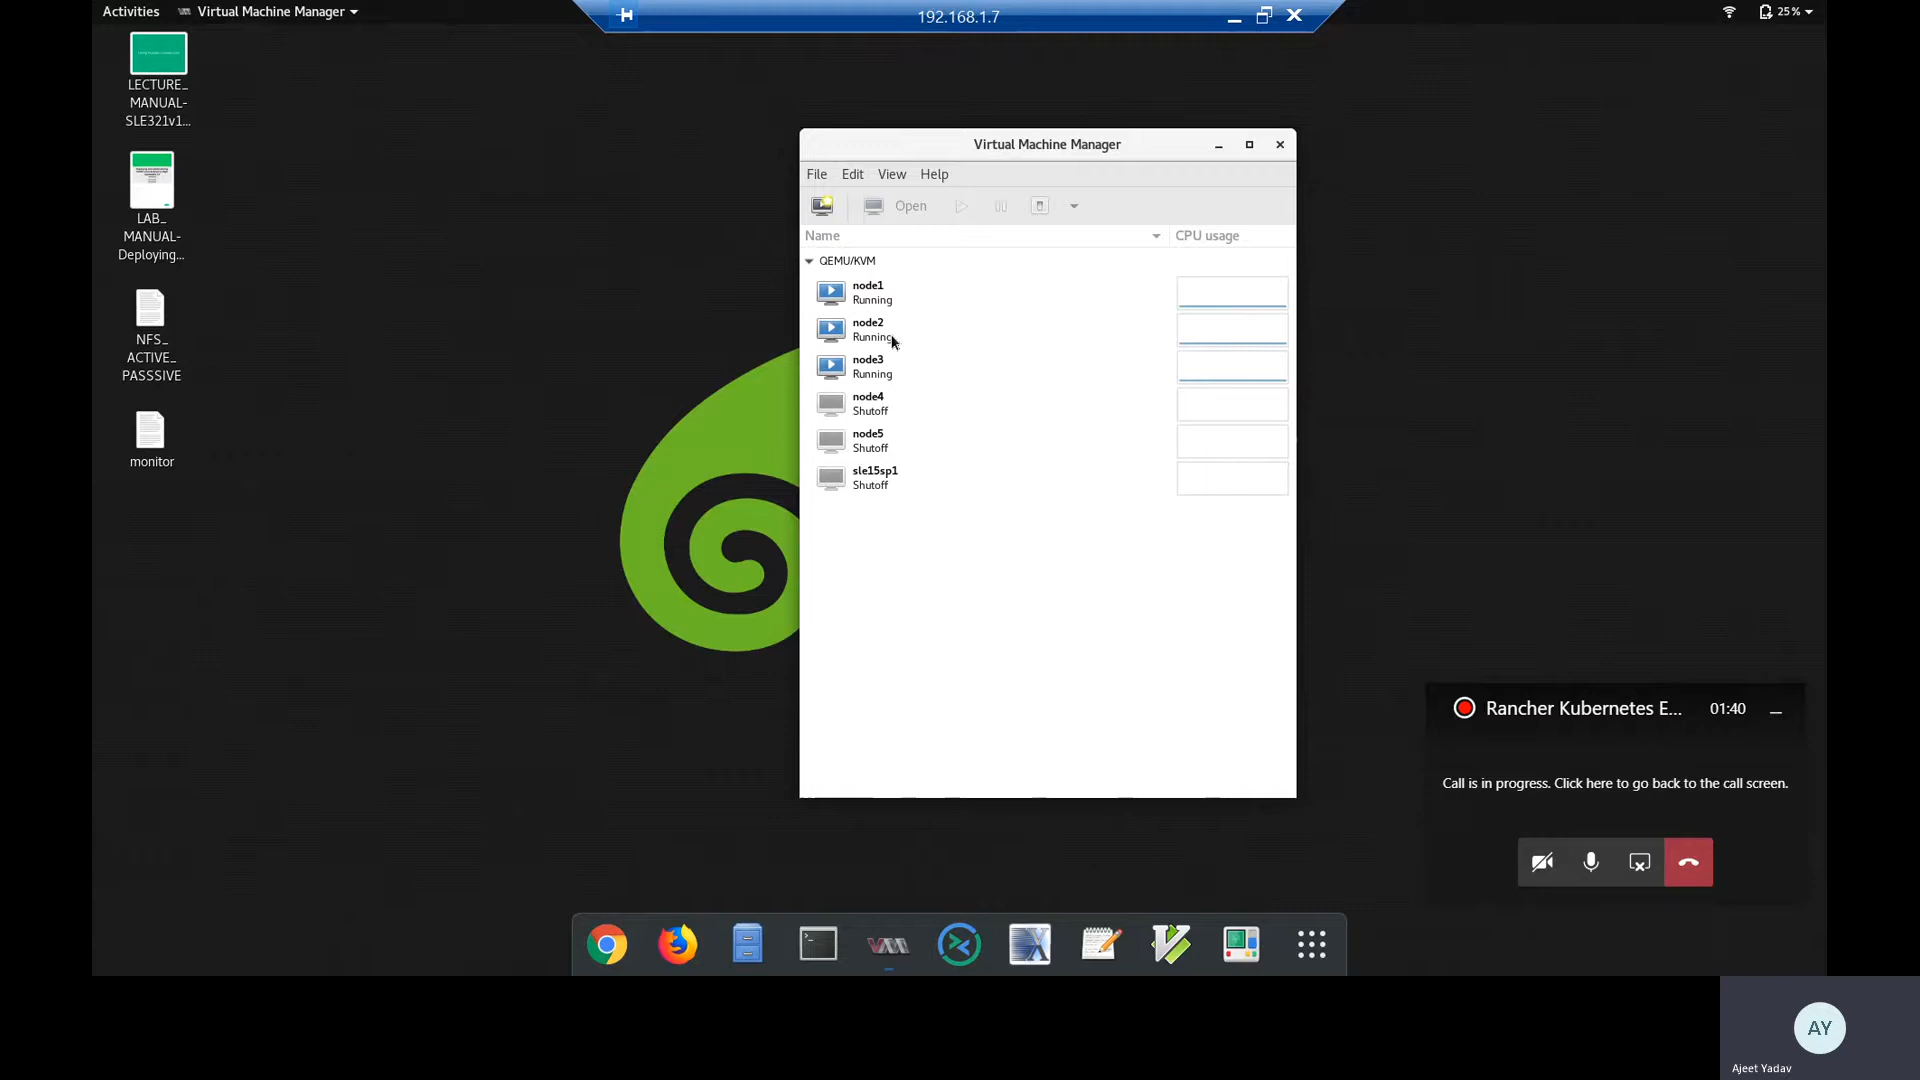 Activities
Virtual Machine Manager
192.168.1.7
25%
LECTURE_
MANUAL-
SLE321v1...
LAB_
MANUAL-
Deploying...
NFS_
ACTIVE_
PASSSIVE
monitor
Virtual Machine Manager
File Edit View Help
Open
Name CPU usage
QEMU/KVM
node1
Running
node2
Running
node3
Running
node4
Shutoff
node5
Shutoff
sle15sp1
Shutoff
Rancher Kubernetes E... 01:40
Call is in progress. Click here to go back to the call screen.
AY
Ajeet Yadav